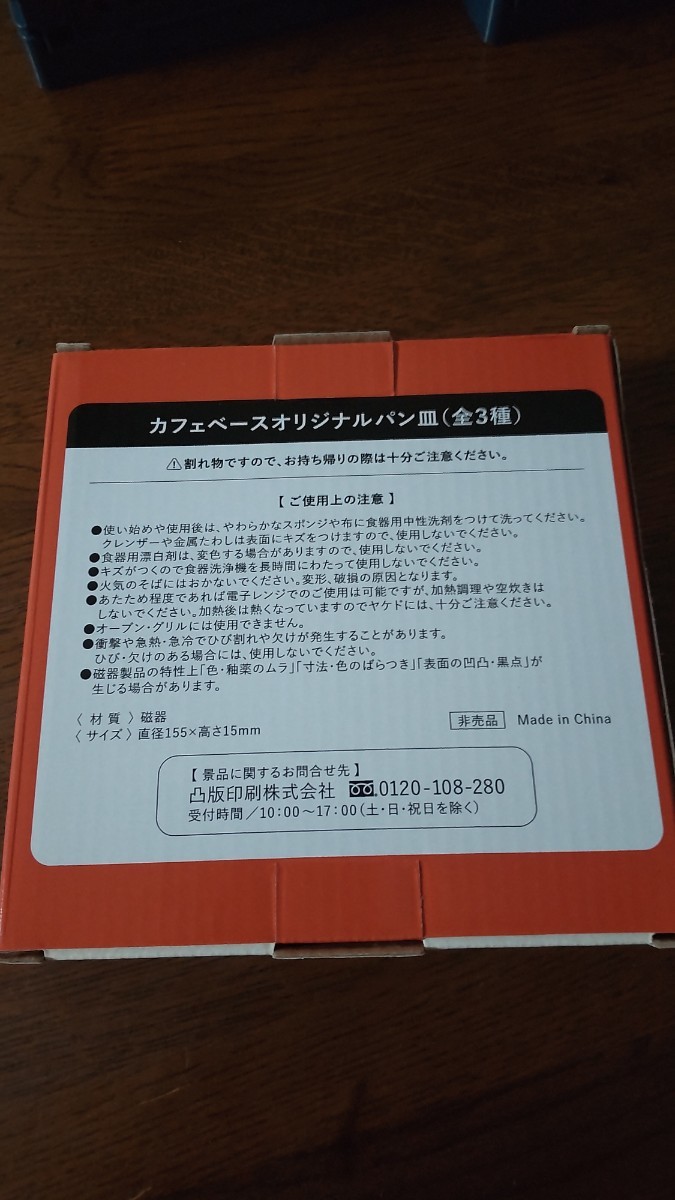 カフェベースオリジナルパン皿（全3種）
⚠割れ物ですので、お持ち帰りの際は十分ご注意ください。
【 ご使用上の注意 】
●使い始めや使用後は、やわらかなスポンジや布に食器用中性洗剤をつけて洗ってください。
クレンザーや金属たわしは表面にキズをつけますので、使用しないでください。
●食器用漂白剤は、変色する場合がありますので、使用しないでください。
●キズがつくので食器洗浄機を長時間にわたって使用しないでください。
●火気のそばにはおかないでください。変形、破損の原因となります。
●あたため程度であれば電子レンジでのご使用は可能ですが、加熱調理や空炊きは
しないでください。加熱後は熱くなっていますのでヤケドには、十分ご注意ください。
●オーブン・グリルには使用できません。
●衝撃や急熱・急冷でひび割れや欠けが発生することがあります。
ひび・欠けのある場合には、使用しないでください。
●磁器製品の特性上「色・釉薬のムラ」「寸法・色のばらつき」「表面の凹凸・黒点」が
生じる場合があります。
〈 材 質 〉磁器
〈 サイズ 〉直径155×高さ15mm
非売品 Made in China
【 景品に関するお問合せ先 】
凸版印刷株式会社 0120-108-280
受付時間／10：00～17：00（土・日・祝日を除く）